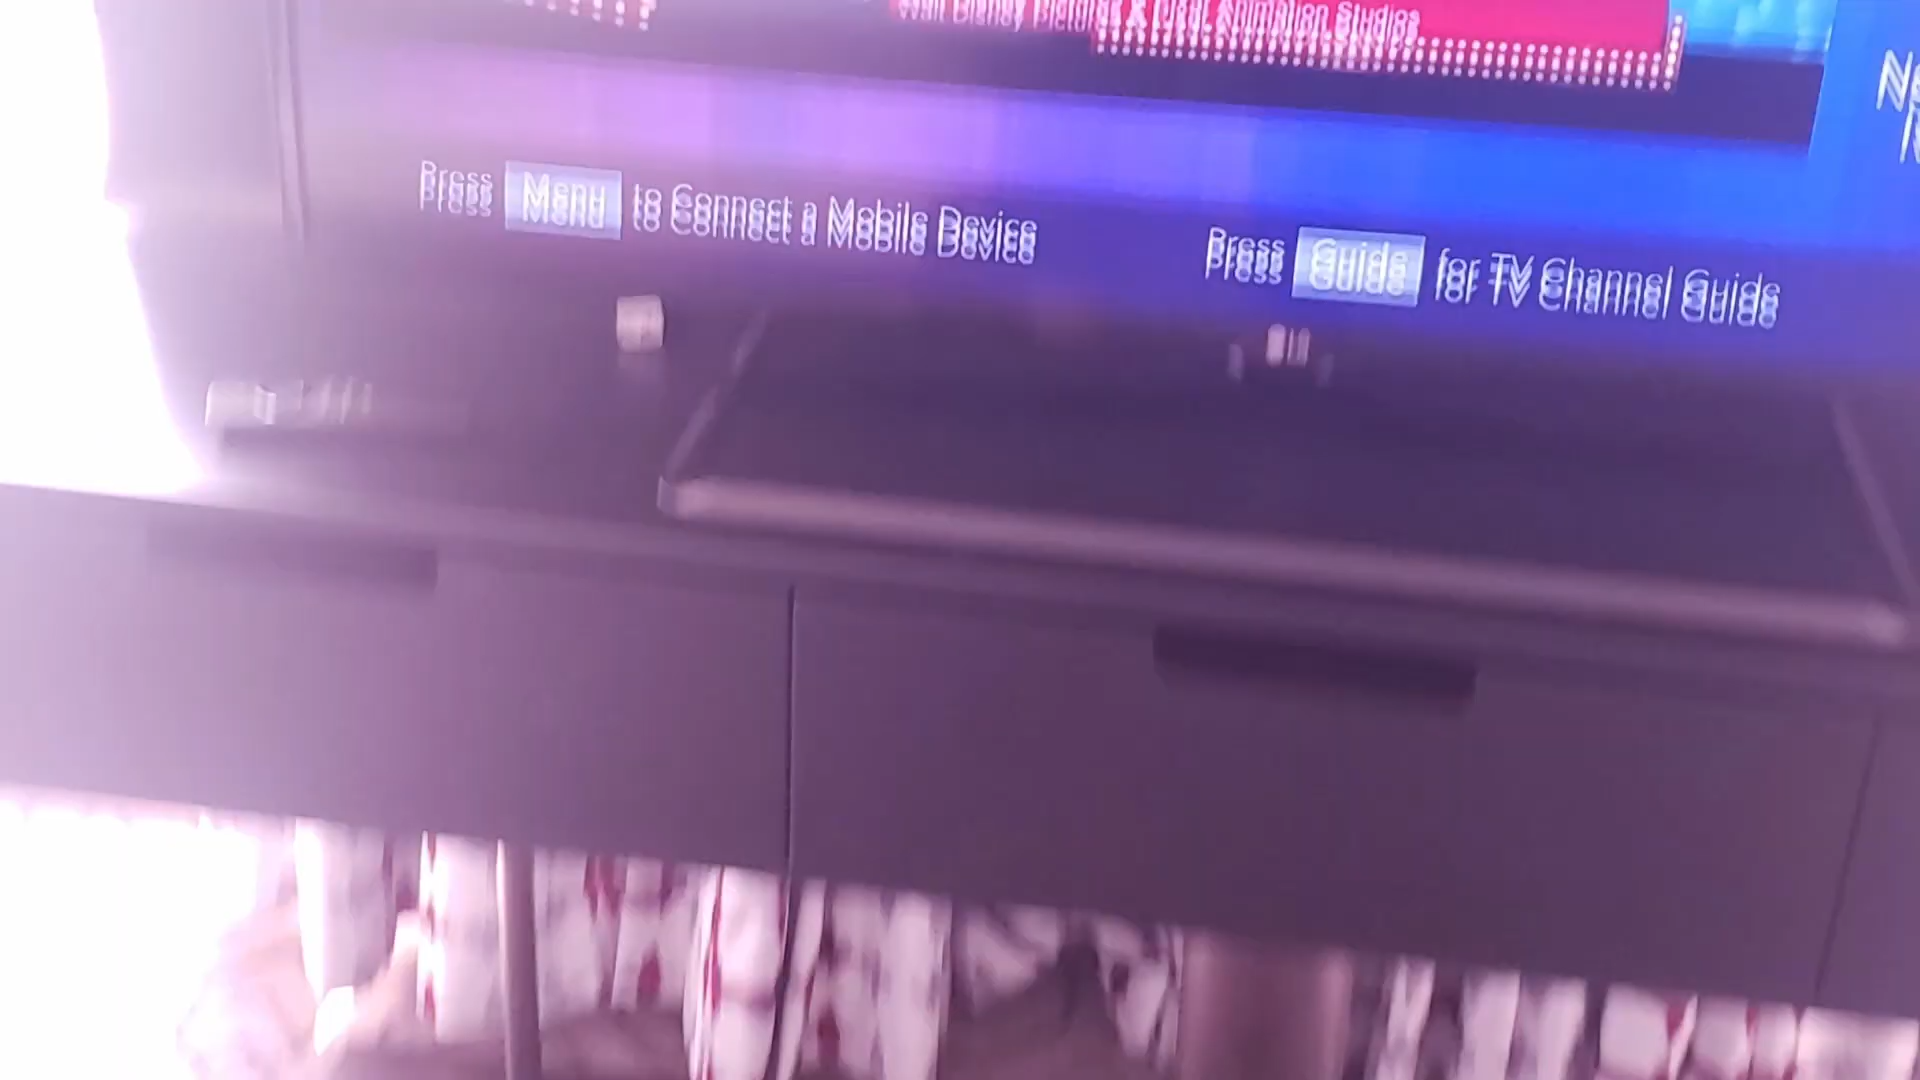 Walt Disney Pictures & Pixar Animation Studios
Press Menu to Connect a Mobile Device
Press Guide for TV Channel Guide